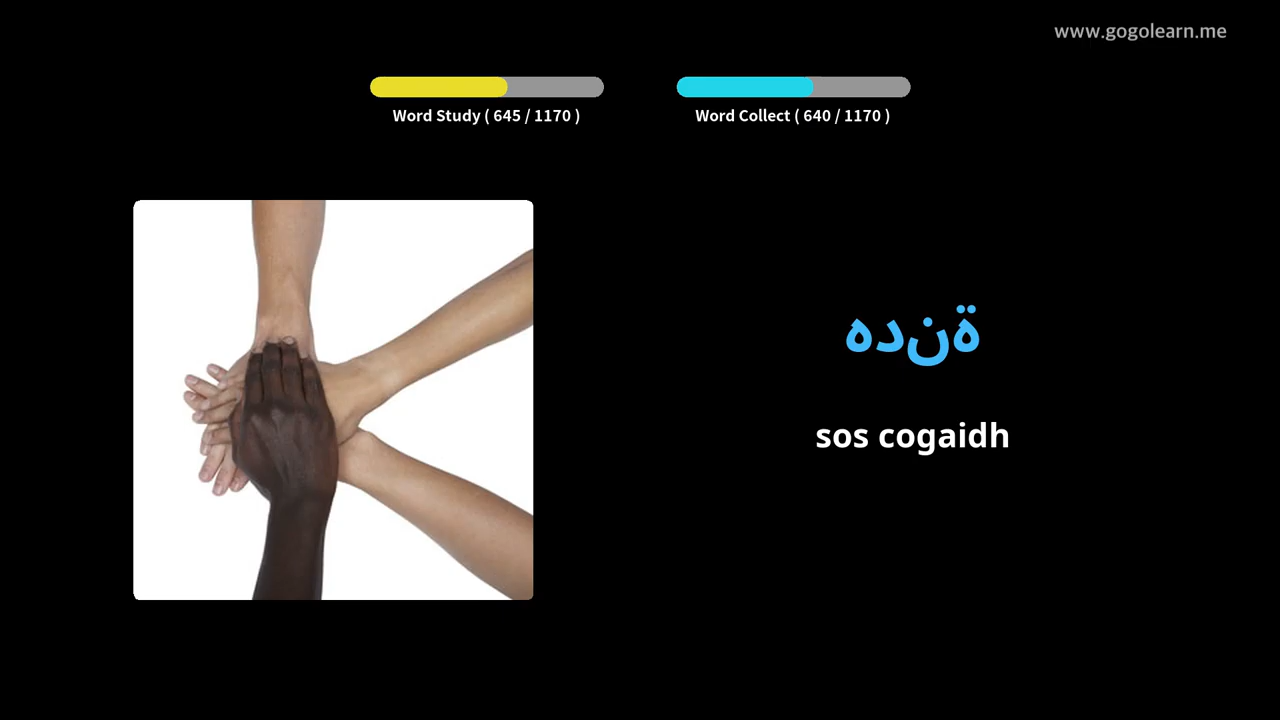 www.gogolearn.me
Word Study ( 645 / 1170 )
Word Collect ( 640 / 1170 )
هدنة
sos cogaidh